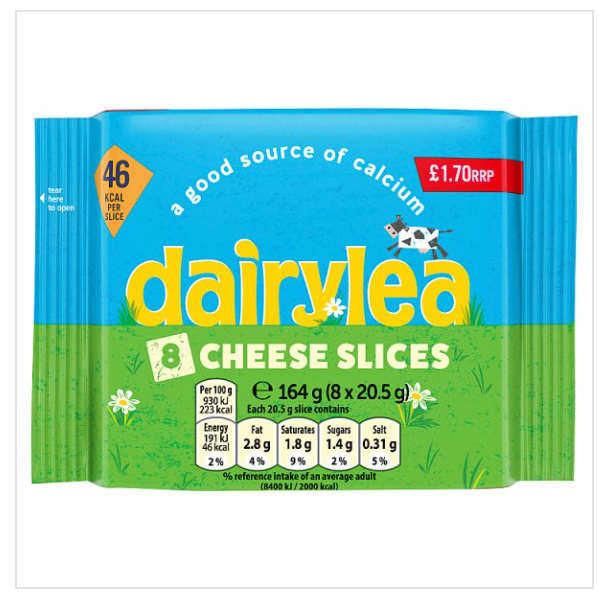 a good source of calcium
£1.70RRP
46
KCAL
PER
SLICE
tear
here
to open
dairylea
8 CHEESE SLICES
℮ 164 g (8 x 20.5 g)
Each 20.5 g slice contains
Per 100 g
930 kJ
223 kcal
Energy
191 kJ
46 kcal
2%
Fat
2.8 g
4%
Saturates
1.8 g
9%
Sugars
1.4 g
2%
Salt
0.31 g
5%
% reference intake of an average adult
(8400 kJ / 2000 kcal)